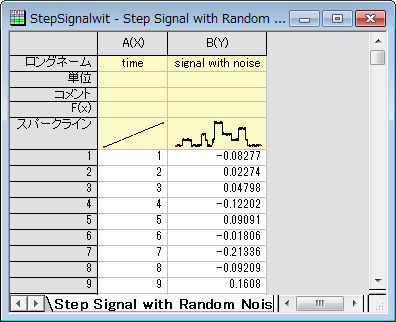 StepSignalwit - Step Signal with Random ...
A(X) B(Y)
ロングネーム time signal with noise
単位
コメント
F(x)
スパークライン
1 1 -0.08277
2 2 0.02274
3 3 0.04798
4 4 -0.12202
5 5 0.09091
6 6 -0.01806
7 7 -0.21336
8 8 -0.09209
9 9 0.1608
Step Signal with Random Nois